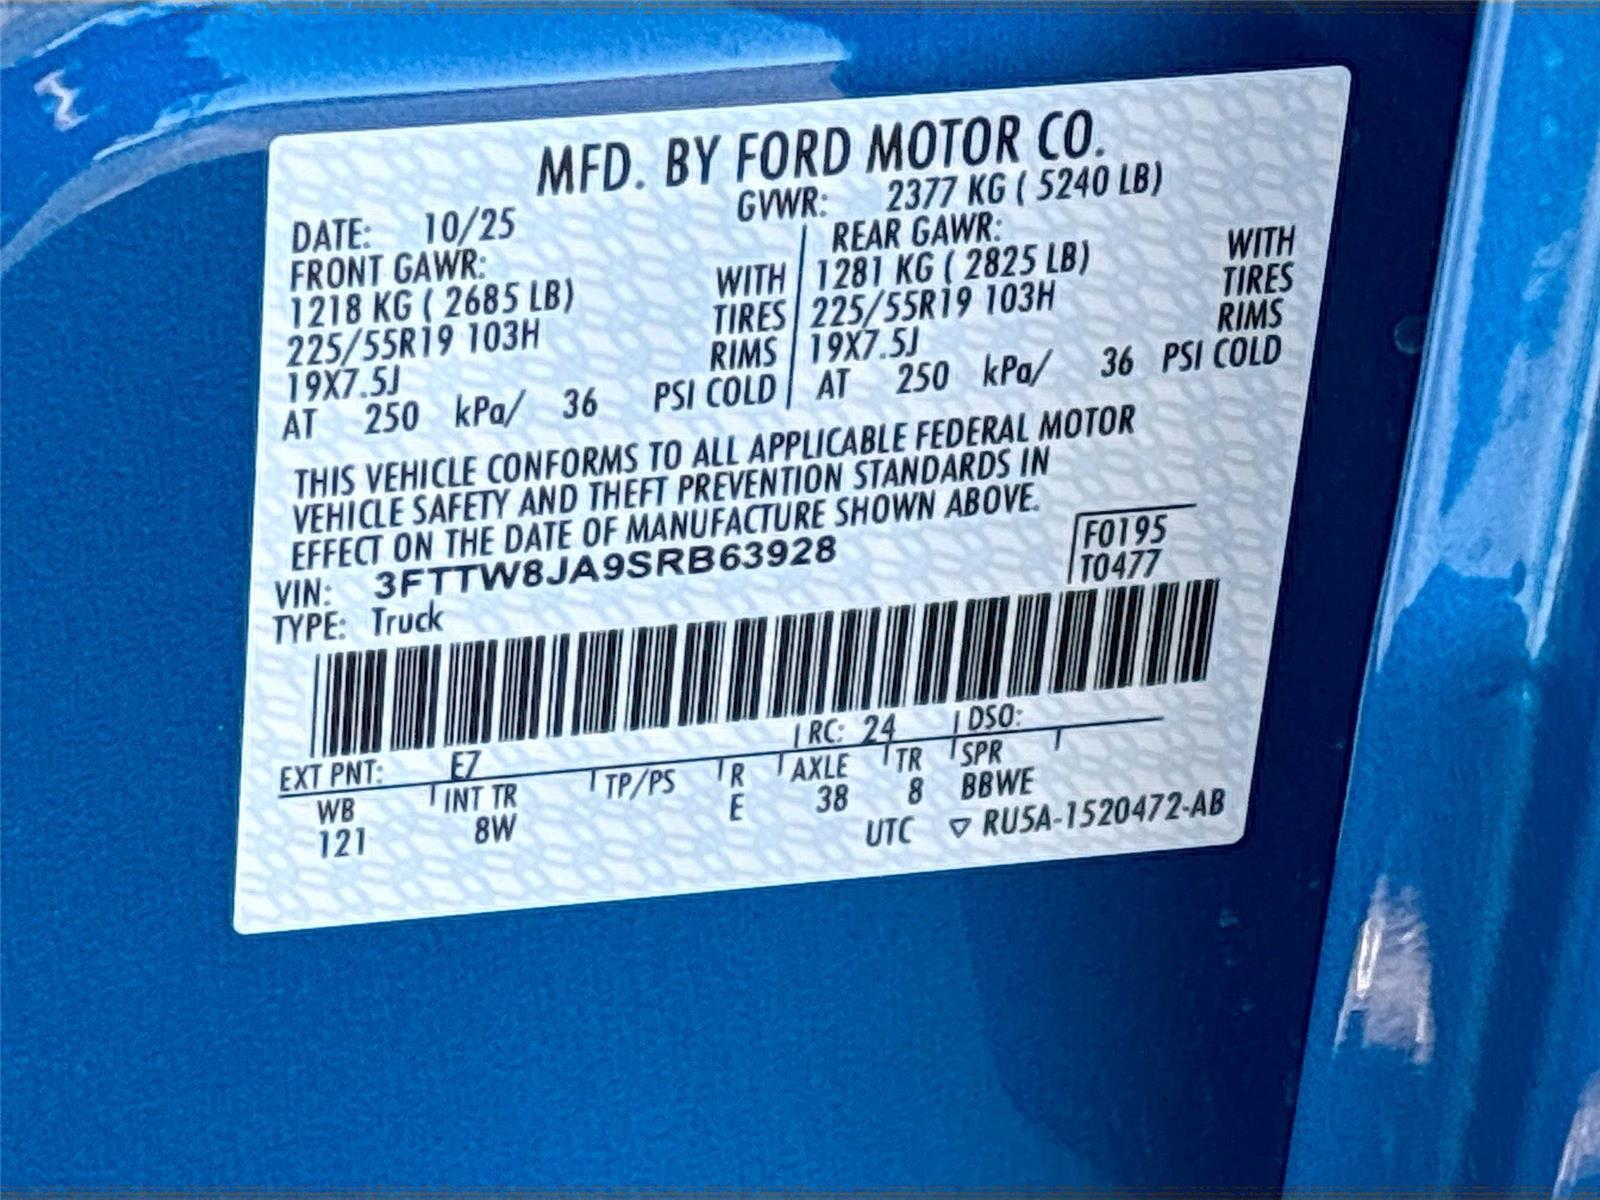 MFD. BY FORD MOTOR CO.
DATE: 10/25 GVWR: 2377 KG ( 5240 LB)
FRONT GAWR: REAR GAWR:
1218 KG ( 2685 LB) WITH 1281 KG ( 2825 LB) WITH
225/55R19 103H TIRES 225/55R19 103H TIRES
19X7.5J RIMS 19X7.5J RIMS
AT 250 kPa/ 36 PSI COLD AT 250 kPa/ 36 PSI COLD
THIS VEHICLE CONFORMS TO ALL APPLICABLE FEDERAL MOTOR
VEHICLE SAFETY AND THEFT PREVENTION STANDARDS IN
EFFECT ON THE DATE OF MANUFACTURE SHOWN ABOVE.
VIN: 3FTTW8JA9SRB63928 F0195
TYPE: Truck T0477
EXT PNT: E7 RC: 24 DSO:
WB INT TR TP/PS R AXLE TR SPR
121 8W E 38 8 BBWE
UTC ▽ RU5A-1520472-AB